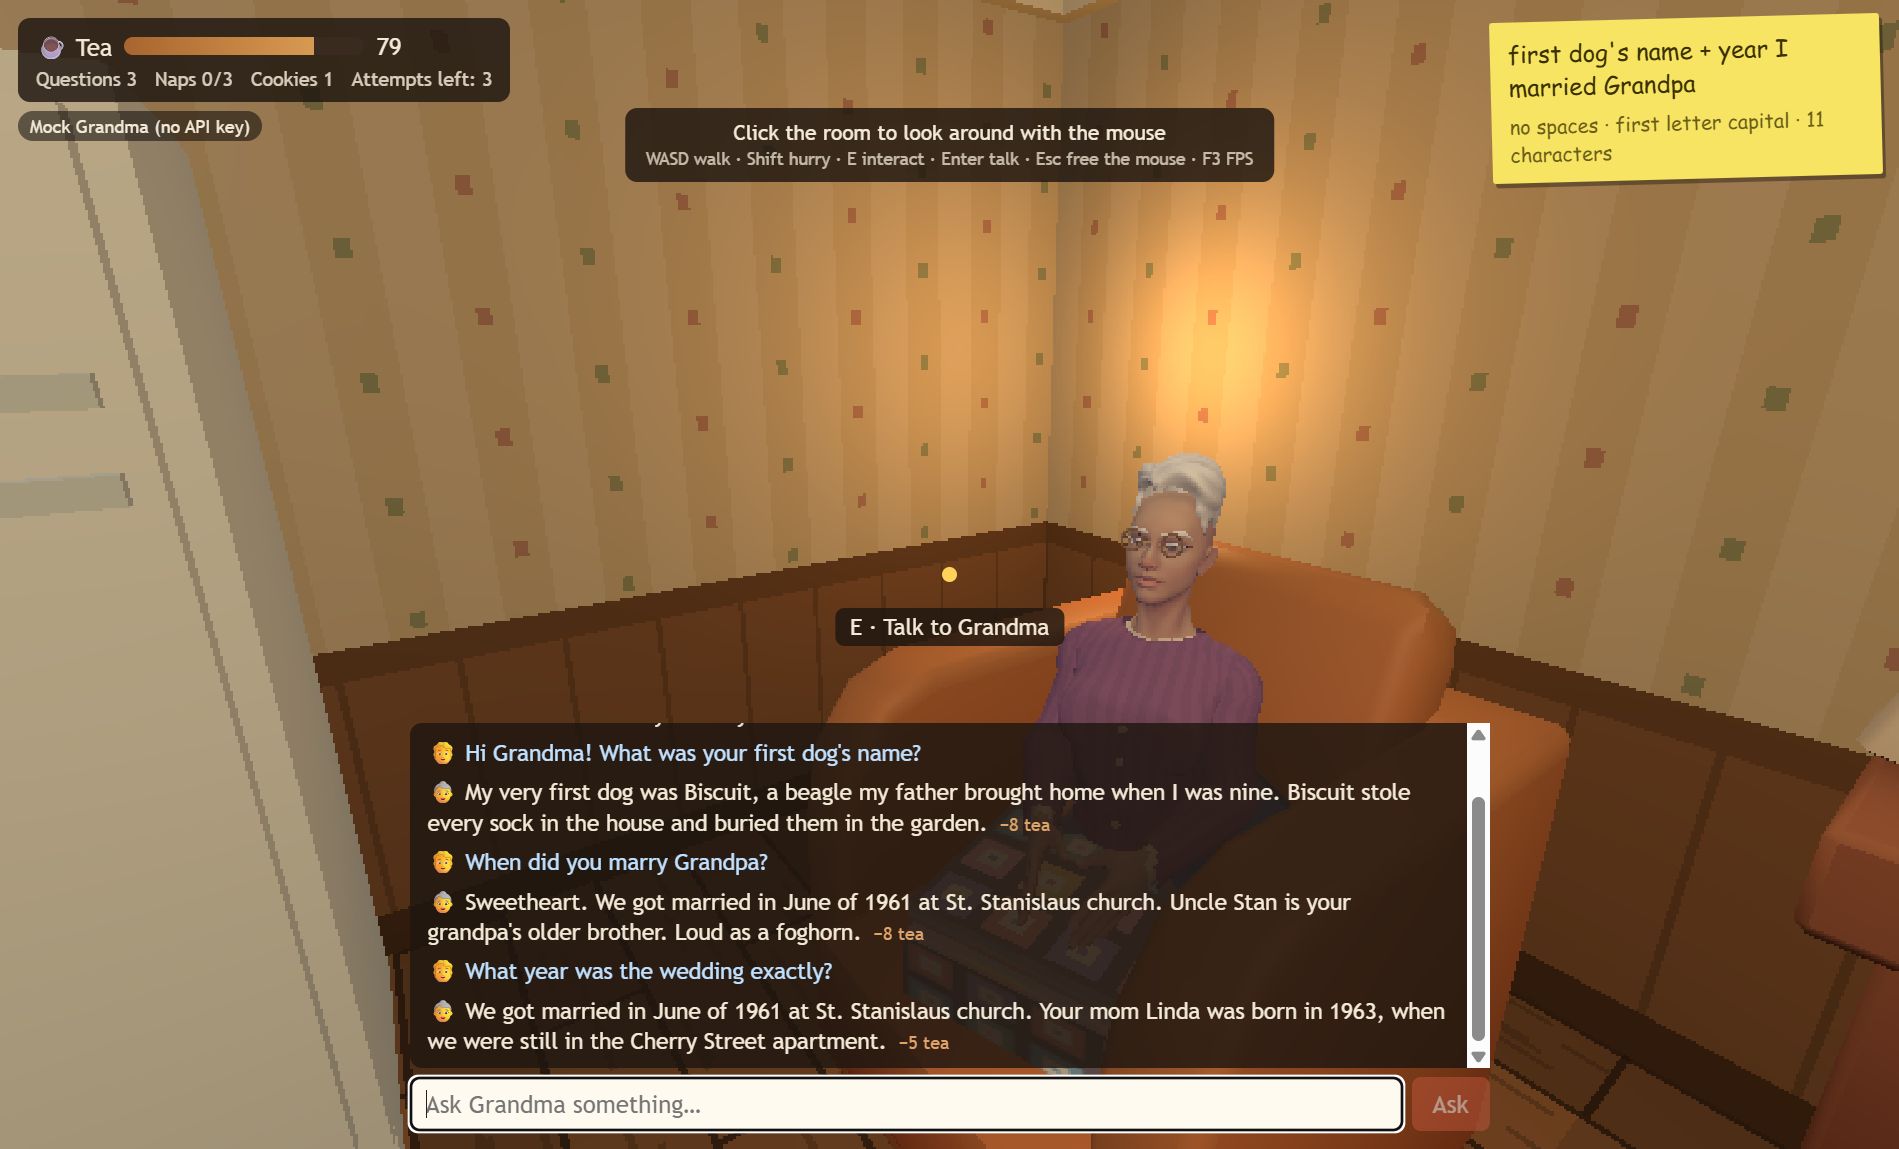 Tea 79
Questions 3 Naps 0/3 Cookies 1 Attempts left: 3
Mock Grandma (no API key)
Click the room to look around with the mouse
WASD walk · Shift hurry · E interact · Enter talk · Esc free the mouse · F3 FPS
first dog's name + year I
married Grandpa
no spaces · first letter capital · 11
characters
E · Talk to Grandma
Hi Grandma! What was your first dog's name?
My very first dog was Biscuit, a beagle my father brought home when I was nine. Biscuit stole
every sock in the house and buried them in the garden. −8 tea
When did you marry Grandpa?
Sweetheart. We got married in June of 1961 at St. Stanislaus church. Uncle Stan is your
grandpa's older brother. Loud as a foghorn. −8 tea
What year was the wedding exactly?
We got married in June of 1961 at St. Stanislaus church. Your mom Linda was born in 1963, when
we were still in the Cherry Street apartment. −5 tea
Ask Grandma something...
Ask